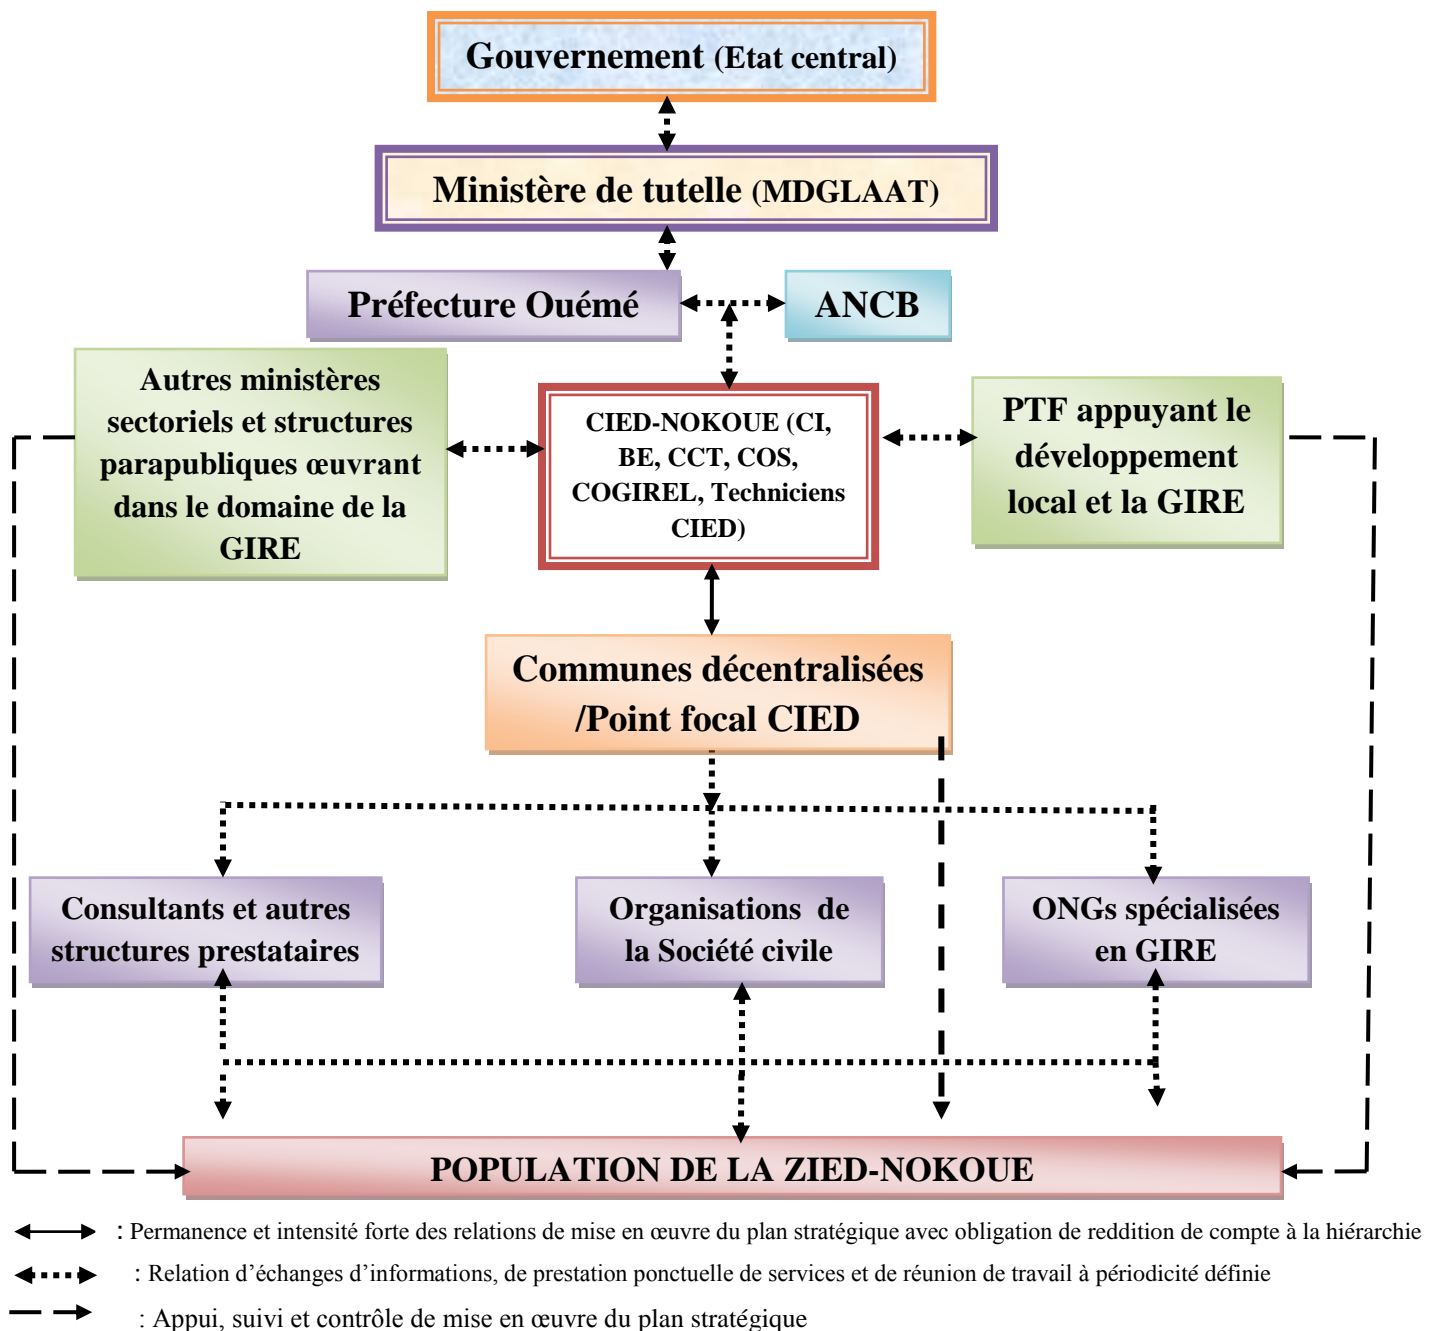 Gouvernement (Etat central)
Ministère de tutelle (MDGLAAT)
Préfecture Ouémé
ANCB
Autres ministères
sectoriels et structures
parapubliques œuvrant
dans le domaine de la
GIRE
CIED-NOKOUE (CI,
BE, CCT, COS,
COGIREL, Techniciens
CIED)
PTF appuyant le
développement
local et la GIRE
Communes décentralisées
/Point focal CIED
Consultants et autres
structures prestataires
Organisations de
la Société civile
ONGs spécialisées
en GIRE
POPULATION DE LA ZIED-NOKOUE
: Permanence et intensité forte des relations de mise en œuvre du plan stratégique avec obligation de reddition de compte à la hiérarchie
: Relation d’échanges d’informations, de prestation ponctuelle de services et de réunion de travail à périodicité définie
: Appui, suivi et contrôle de mise en œuvre du plan stratégique